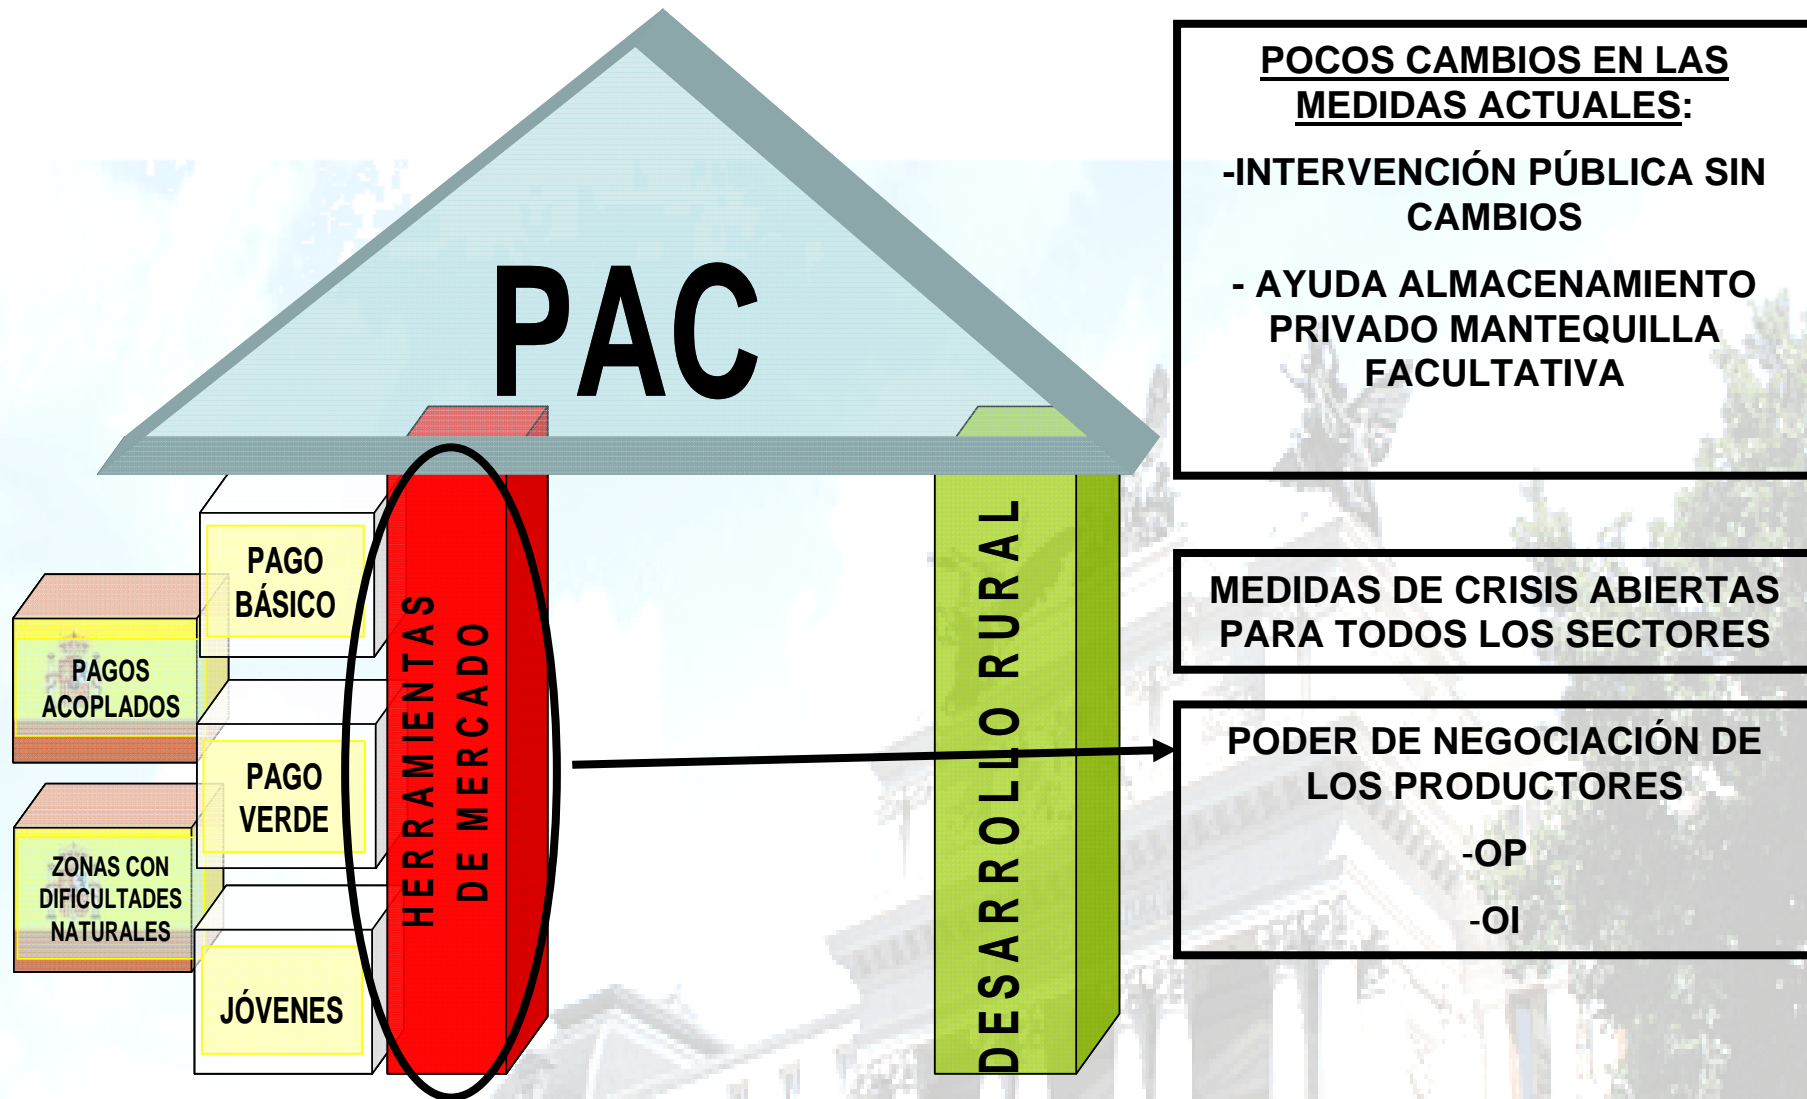 PAC
PAGO
BÁSICO
PAGOS
ACOPLADOS
PAGO
VERDE
ZONAS CON
DIFICULTADES
NATURALES
JÓVENES
HERRAMIENTAS
DE MERCADO
DESARROLLO RURAL
POCOS CAMBIOS EN LAS
MEDIDAS ACTUALES:
-INTERVENCIÓN PÚBLICA SIN
CAMBIOS
- AYUDA ALMACENAMIENTO
PRIVADO MANTEQUILLA
FACULTATIVA
MEDIDAS DE CRISIS ABIERTAS
PARA TODOS LOS SECTORES
PODER DE NEGOCIACIÓN DE
LOS PRODUCTORES
-OP
-OI